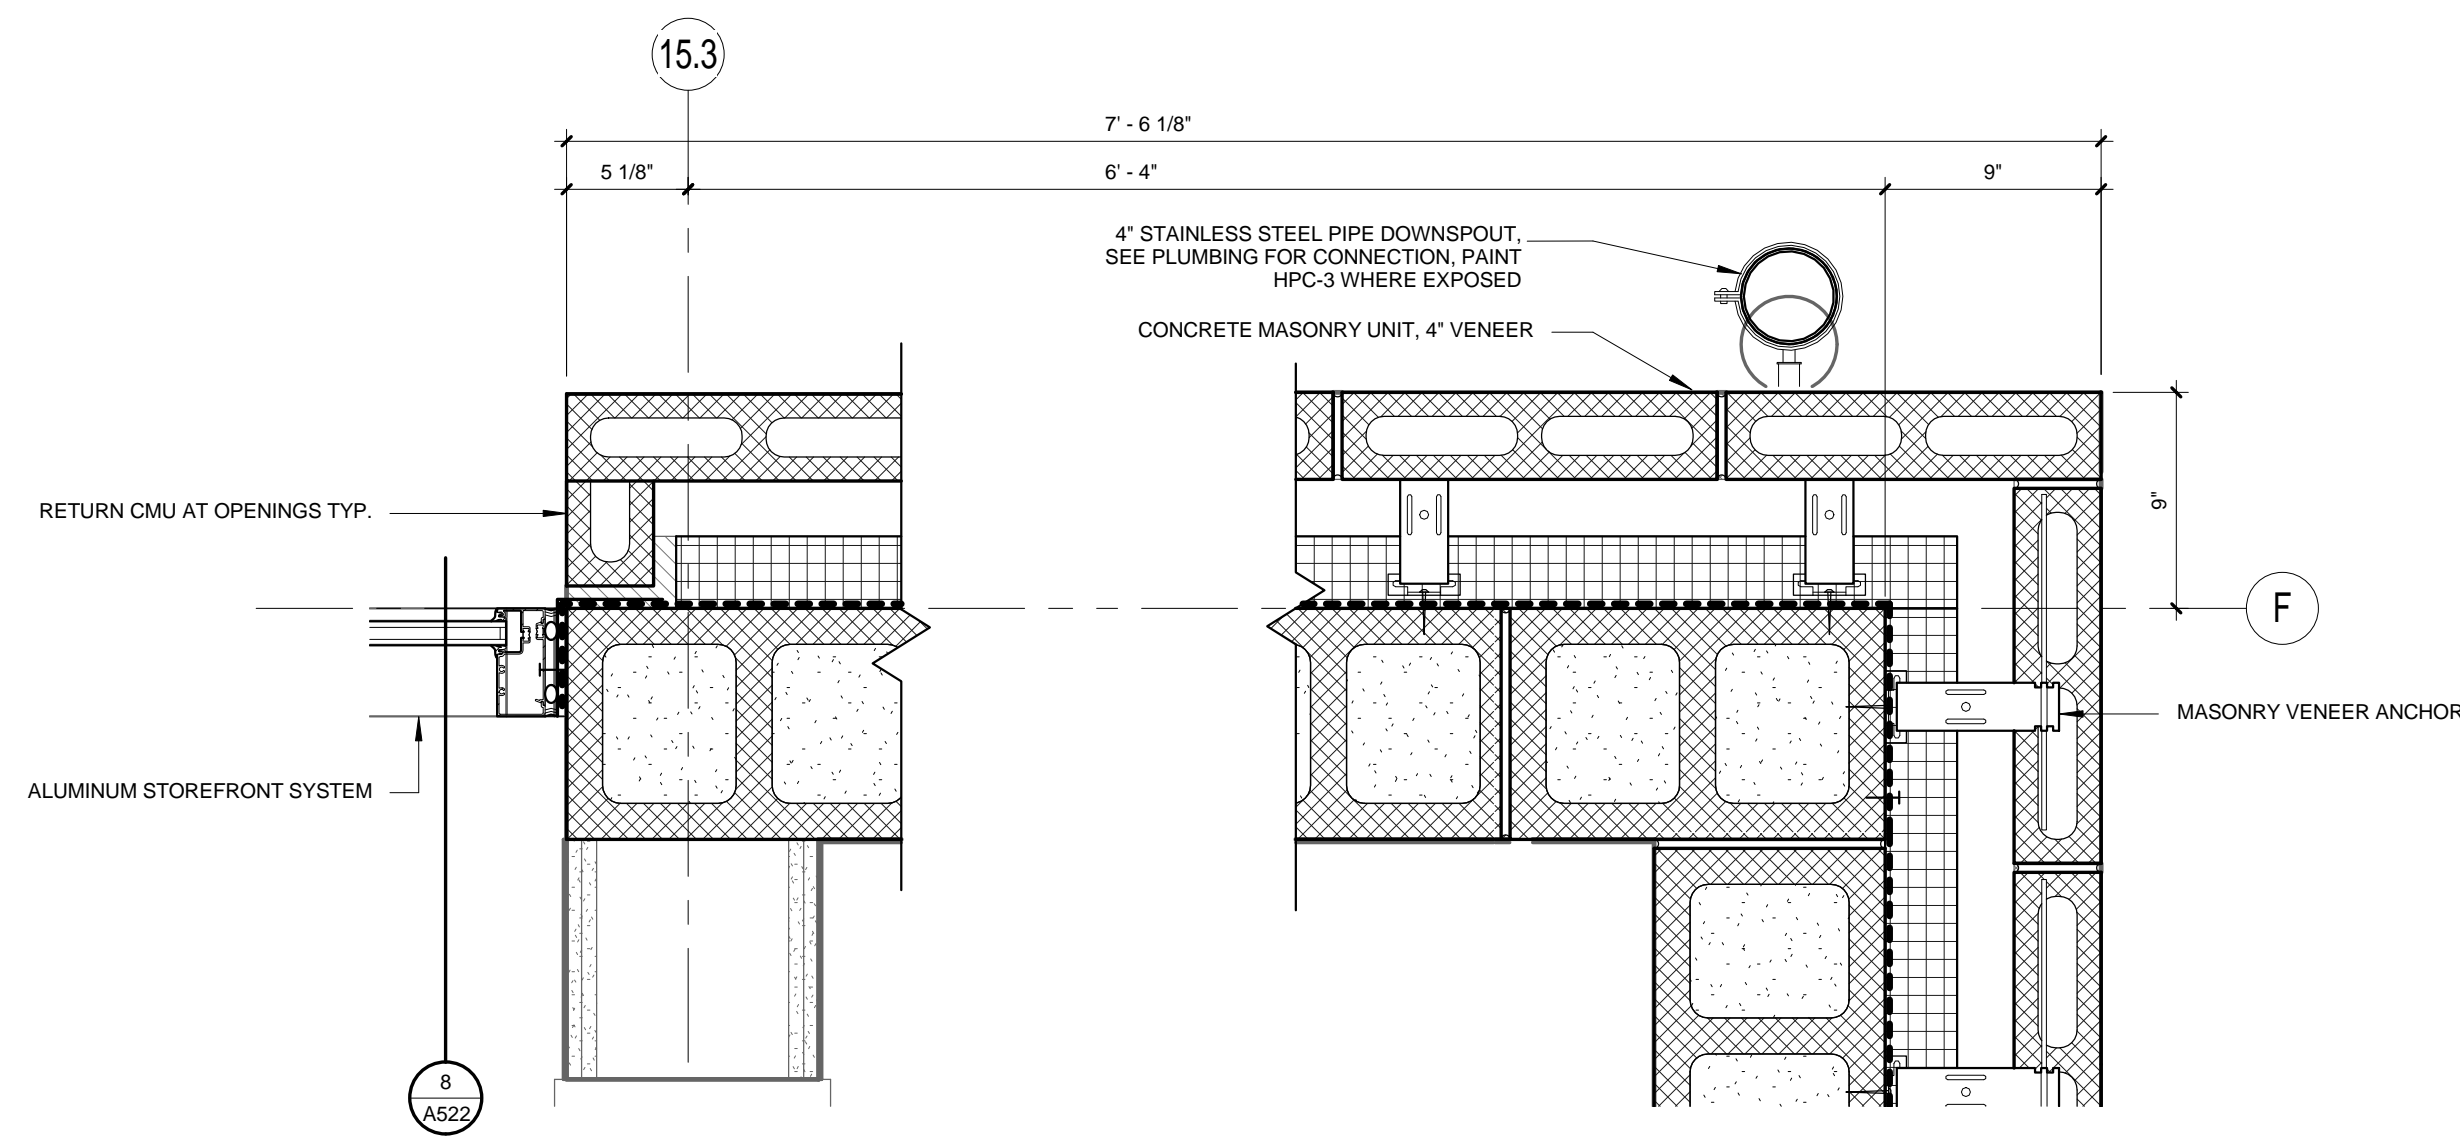 15.3
7' - 6 1/8"
5 1/8"
6' - 4"
9"
4" STAINLESS STEEL PIPE DOWNSPOUT,
SEE PLUMBING FOR CONNECTION, PAINT
HPC-3 WHERE EXPOSED
CONCRETE MASONRY UNIT, 4" VENEER
RETURN CMU AT OPENINGS TYP.
9"
F
MASONRY VENEER ANCHOR
ALUMINUM STOREFRONT SYSTEM
8
A522